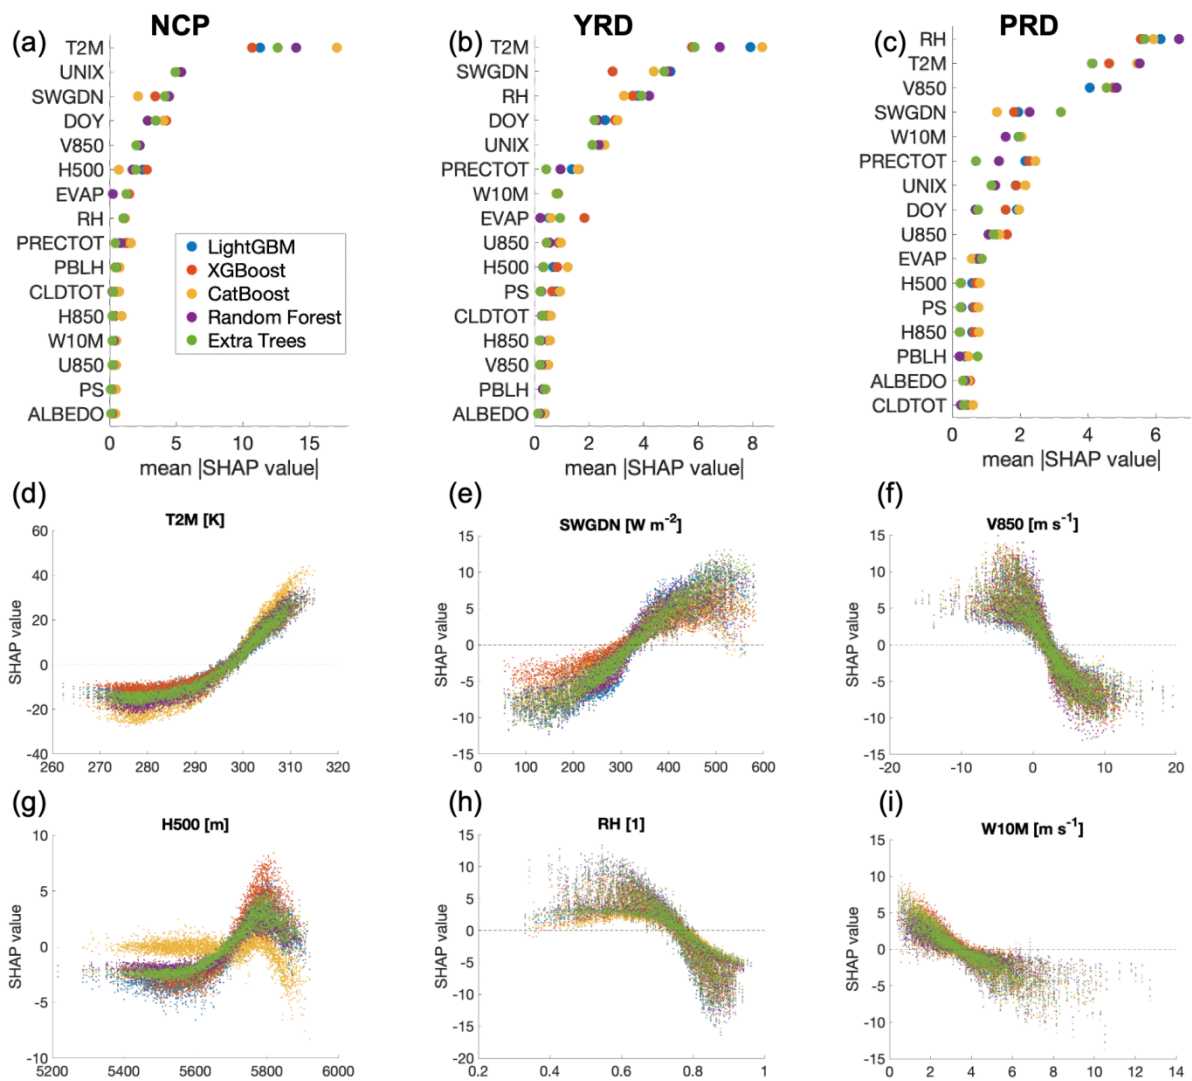 NCP
YRD
PRD
(a)
T2M
UNIX
SWGDN
DOY
V850
H500
EVAP
RH
PRECTOT
PBLH
CLDTOT
H850
W10M
U850
PS
ALBEDO
LightGBM
XGBoost
CatBoost
Random Forest
Extra Trees
0 5 10 15
mean |SHAP value|
(b)
T2M
SWGDN
RH
DOY
UNIX
PRECTOT
W10M
EVAP
U850
H500
PS
CLDTOT
H850
V850
PBLH
ALBEDO
0 2 4 6 8
mean |SHAP value|
(c)
RH
T2M
V850
SWGDN
W10M
PRECTOT
UNIX
DOY
U850
EVAP
H500
PS
H850
PBLH
ALBEDO
CLDTOT
0 2 4 6
mean |SHAP value|
(d)
T2M [K]
SHAP value
60
40
20
0
-20
-40
260 270 280 290 300 310 320
(e)
SWGDN [W m⁻²]
SHAP value
15
10
5
0
-5
-10
-15
0 100 200 300 400 500 600
(f)
V850 [m s⁻¹]
SHAP value
15
10
5
0
-5
-10
-15
-20 -10 0 10 20
(g)
H500 [m]
SHAP value
10
5
0
-5
-10
5200 5400 5600 5800 6000
(h)
RH [1]
SHAP value
15
10
5
0
-5
-10
-15
-20
0.2 0.4 0.6 0.8 1
(i)
W10M [m s⁻¹]
SHAP value
15
10
5
0
-5
-10
-15
0 2 4 6 8 10 12 14